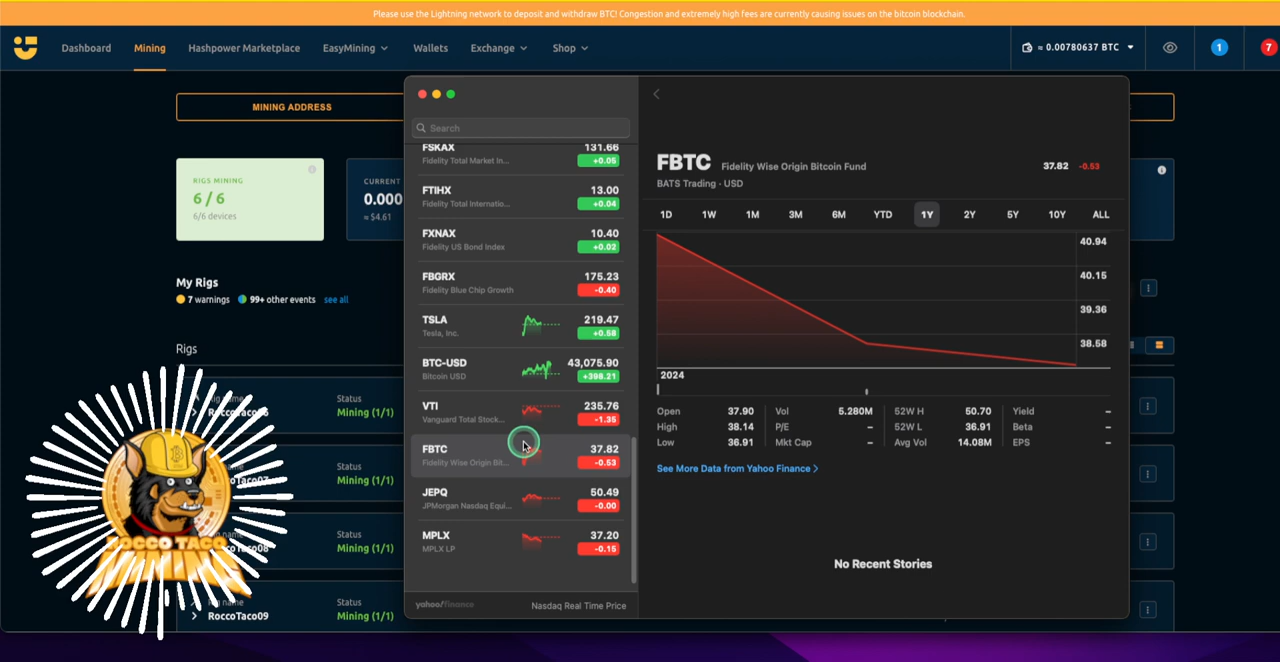 Please use the Lightning network to deposit and withdraw BTC! Congestion and extremely high fees are currently causing issues on the bitcoin blockchain.
Dashboard Mining Hashpower Marketplace EasyMining Wallets Exchange Shop ≈ 0.00780637 BTC 1 7
MINING ADDRESS
RIGS MINING
6 / 6
6/6 devices
CURRENT
0.000
≈ $4.61
My Rigs
7 warnings 99+ other events see all
Rigs
Status
Mining (1/1)
Mining (1/1)
Status
Mining (1/1)
Status
Mining (1/1)
RoccoTaco09
ROCCO TACO
MINING
Search
FSKAX 131.66
Fidelity Total Market In... +0.05
FTIHX 13.00
Fidelity Total Internatio... +0.04
FXNAX 10.40
Fidelity US Bond Index +0.02
FBGRX 175.23
Fidelity Blue Chip Growth -0.40
TSLA 219.47
Tesla, Inc. +0.58
BTC-USD 43,075.90
Bitcoin USD +398.21
VTI 235.76
Vanguard Total Stock... -1.35
FBTC 37.82
Fidelity Wise Origin Bit... -0.53
JEPQ 50.49
JPMorgan Nasdaq Equi... -0.00
MPLX 37.20
MPLX LP -0.15
yahoo/finance Nasdaq Real Time Price
FBTC Fidelity Wise Origin Bitcoin Fund 37.82 -0.53
BATS Trading · USD
1D 1W 1M 3M 6M YTD 1Y 2Y 5Y 10Y ALL
40.94
40.15
39.36
38.58
2024
Open 37.90 Vol 5.280M 52W H 50.70 Yield –
High 38.14 P/E – 52W L 36.91 Beta –
Low 36.91 Mkt Cap – Avg Vol 14.08M EPS –
See More Data from Yahoo Finance >
No Recent Stories